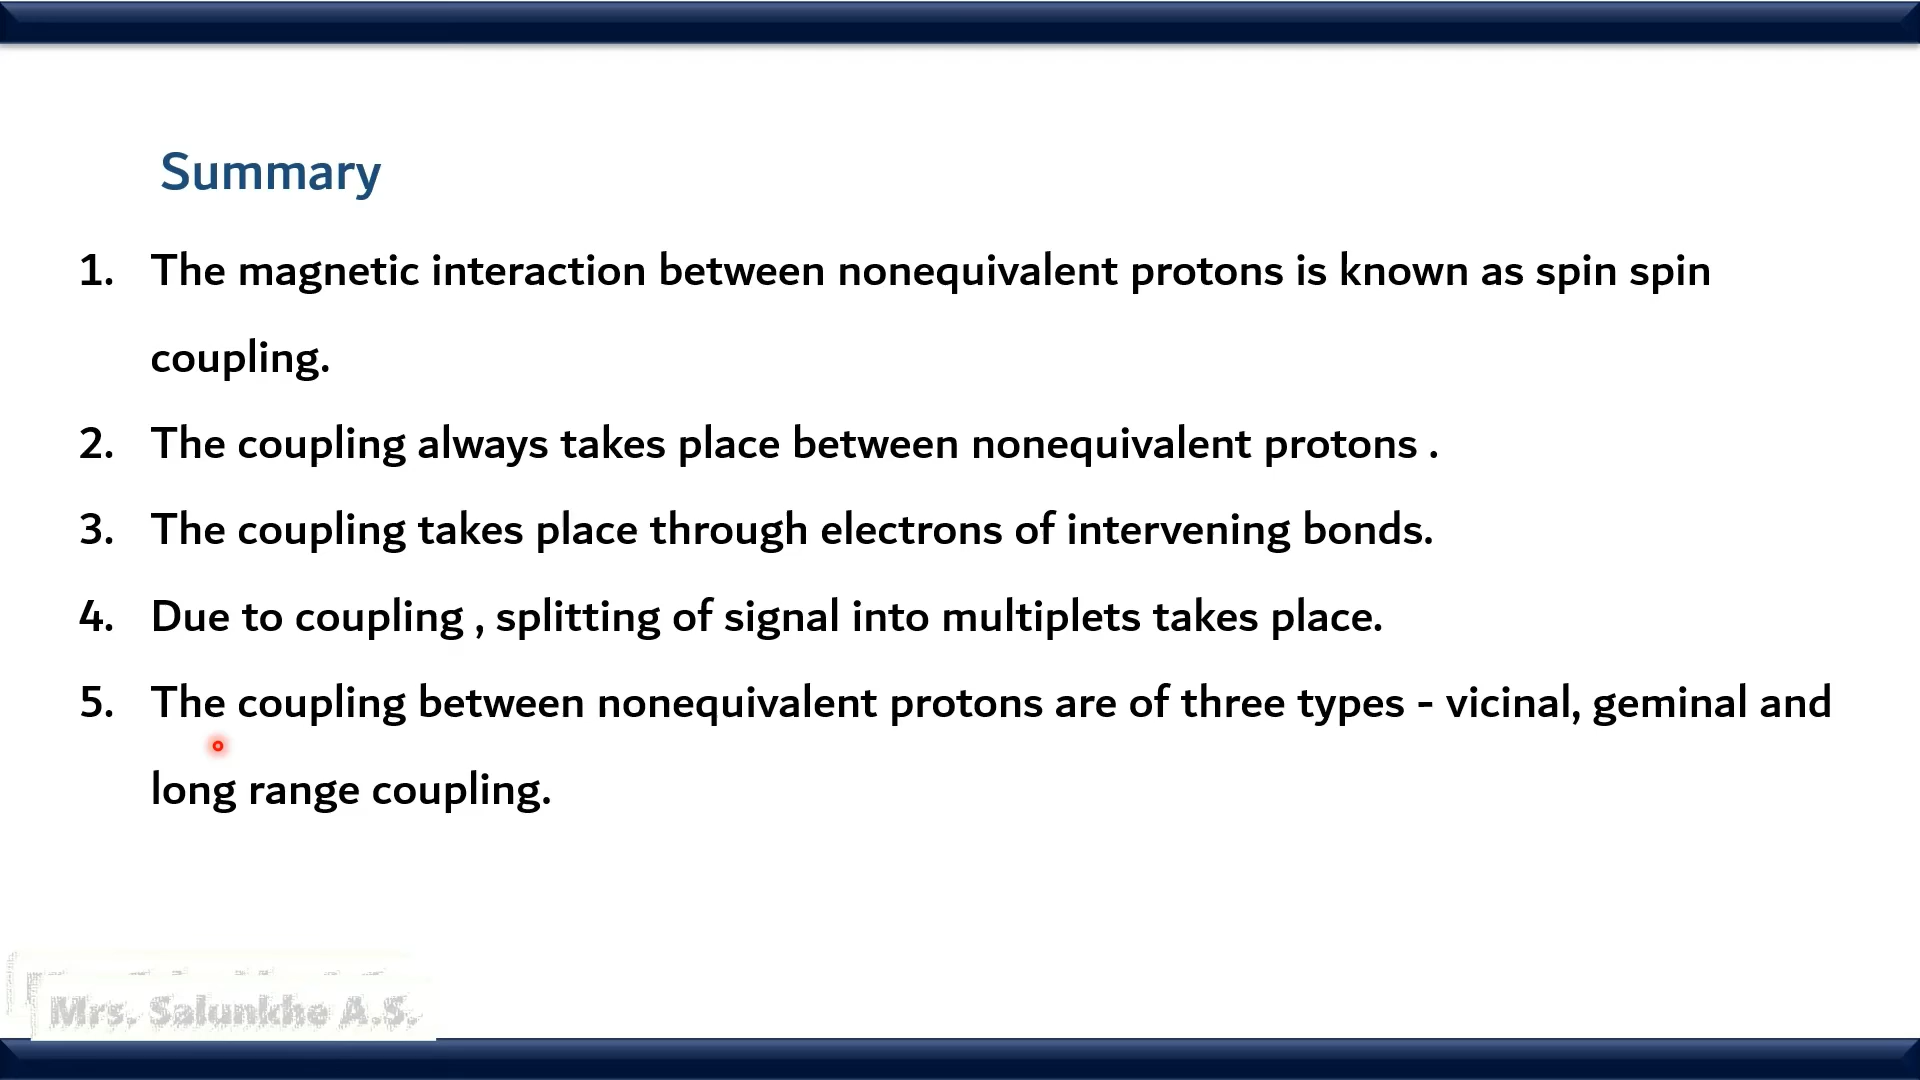 Summary
1. The magnetic interaction between nonequivalent protons is known as spin spin
coupling.
2. The coupling always takes place between nonequivalent protons .
3. The coupling takes place through electrons of intervening bonds.
4. Due to coupling , splitting of signal into multiplets takes place.
5. The coupling between nonequivalent protons are of three types - vicinal, geminal and
long range coupling.
Mrs. Salunkhe A.S.